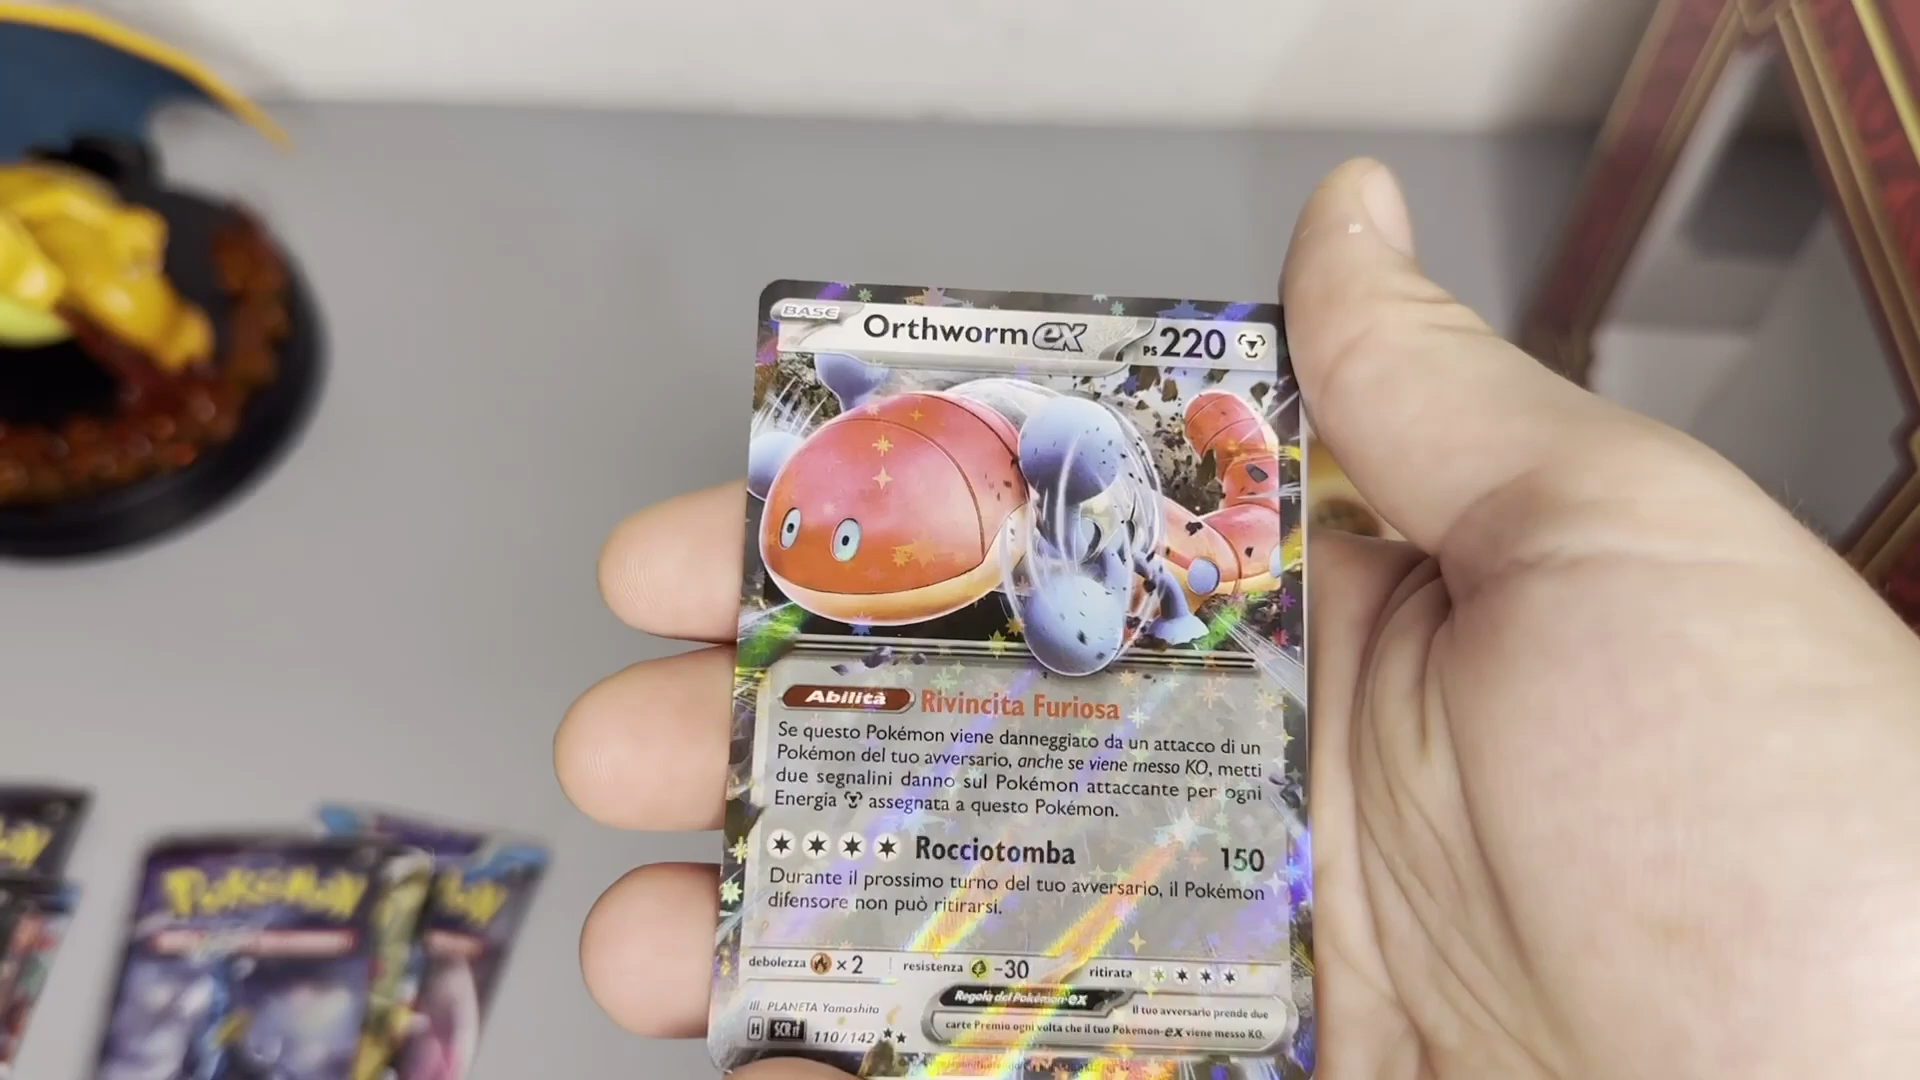 BASE
Orthworm ex PS 220
Abilità Rivincita Furiosa
Se questo Pokémon viene danneggiato da un attacco di un
Pokémon del tuo avversario, anche se viene messo KO, metti
due segnalini danno sul Pokémon attaccante per ogni
Energia assegnata a questo Pokémon.
Rocciotomba 150
Durante il prossimo turno del tuo avversario, il Pokémon
difensore non può ritirarsi.
debolezza ×2 resistenza -30 ritirata
Ill. PLANETA Yamashita
Regola dei Pokémon-ex
Il tuo avversario prende due
carte Premio ogni volta che il tuo Pokémon-ex viene messo KO.
H SCR IT 110/142
Pokémon